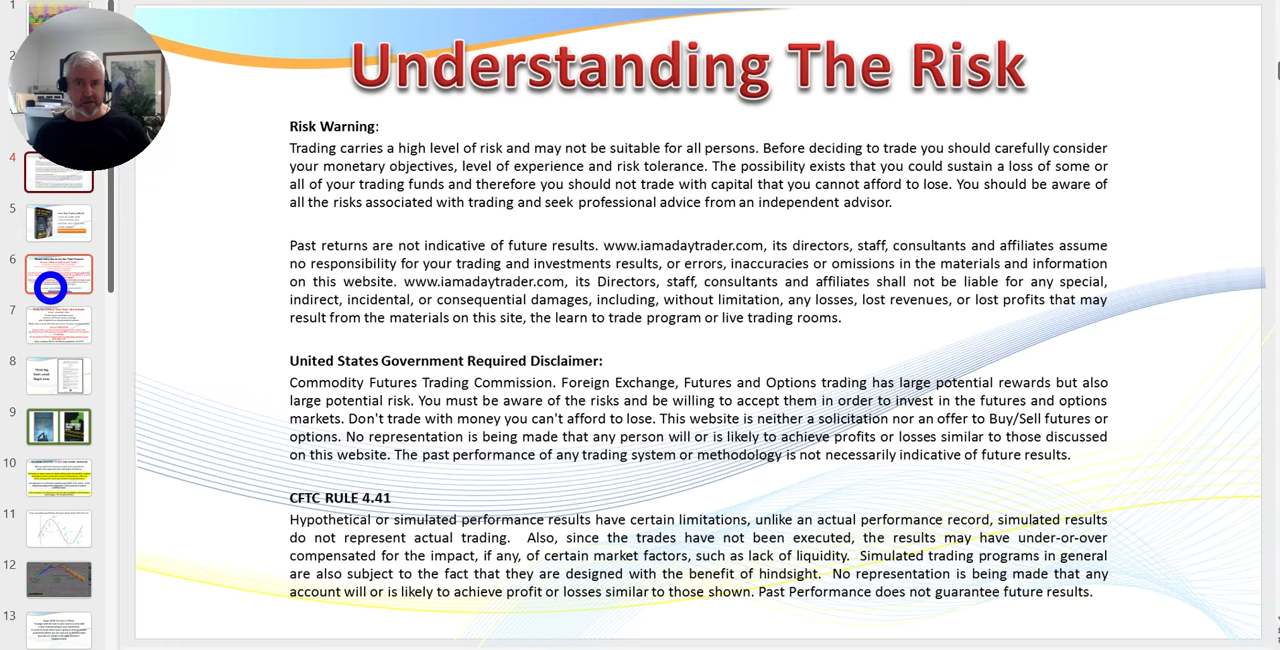 Understanding The Risk
Risk Warning:
Trading carries a high level of risk and may not be suitable for all persons. Before deciding to trade you should carefully consider
your monetary objectives, level of experience and risk tolerance. The possibility exists that you could sustain a loss of some or
all of your trading funds and therefore you should not trade with capital that you cannot afford to lose. You should be aware of
all the risks associated with trading and seek professional advice from an independent advisor.
Past returns are not indicative of future results. www.iamadaytrader.com, its directors, staff, consultants and affiliates assume
no responsibility for your trading and investments results, or errors, inaccuracies or omissions in the materials and information
on the website. www.iamadaytrader.com its Directors, staff, consultants and affiliates shall not be liable for any special,
indirect, incidental, or consequential damages, including, without limitation, any losses, lost revenue, or lost profits that may
result from the materials on the site, the learn to trade program or live trading rooms.
United States Government Required Disclaimer:
Commodity Futures Trading Commission. Foreign Exchange, Futures and Options trading has large potential rewards but also
large potential risk. You must be aware of the risks and be willing to accept them in order to invest in the futures and options
markets. Don't trade with money you can't afford to lose. This website is neither a solicitation nor an offer to Buy/Sell futures or
options. No representation is being made that any person will or is likely to achieve profits or losses similar to those discussed
on the website. The past performance of any trading system or methodology is not necessarily indicative of future results.
CFTC RULE 4.41
Hypothetical or simulated performance results have certain limitations, unlike an actual performance record, simulated results
do not represent actual trading. Also, since the trades have not been executed, the results may have under-or-over
compensated for the impact, if any, of certain market factors, such as lack of liquidity. Simulated trading programs in general
are also subject to the fact that they are designed with the benefit of hindsight. No representation is being made that any
account will or is likely to achieve profit or losses similar to those shown. Past Performance does not guarantee future results.
1
2
4
5
6
7
8
9
10
11
12
13